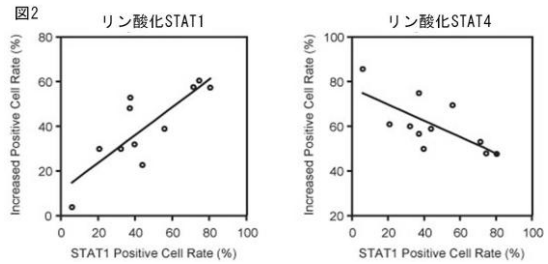 図2
リン酸化STAT1
Increased Positive Cell Rate (%)
80
60
40
20
0
0 20 40 60 80 100
STAT1 Positive Cell Rate (%)
リン酸化STAT4
Increased Positive Cell Rate (%)
100
80
60
40
20
0 20 40 60 80 100
STAT1 Positive Cell Rate (%)